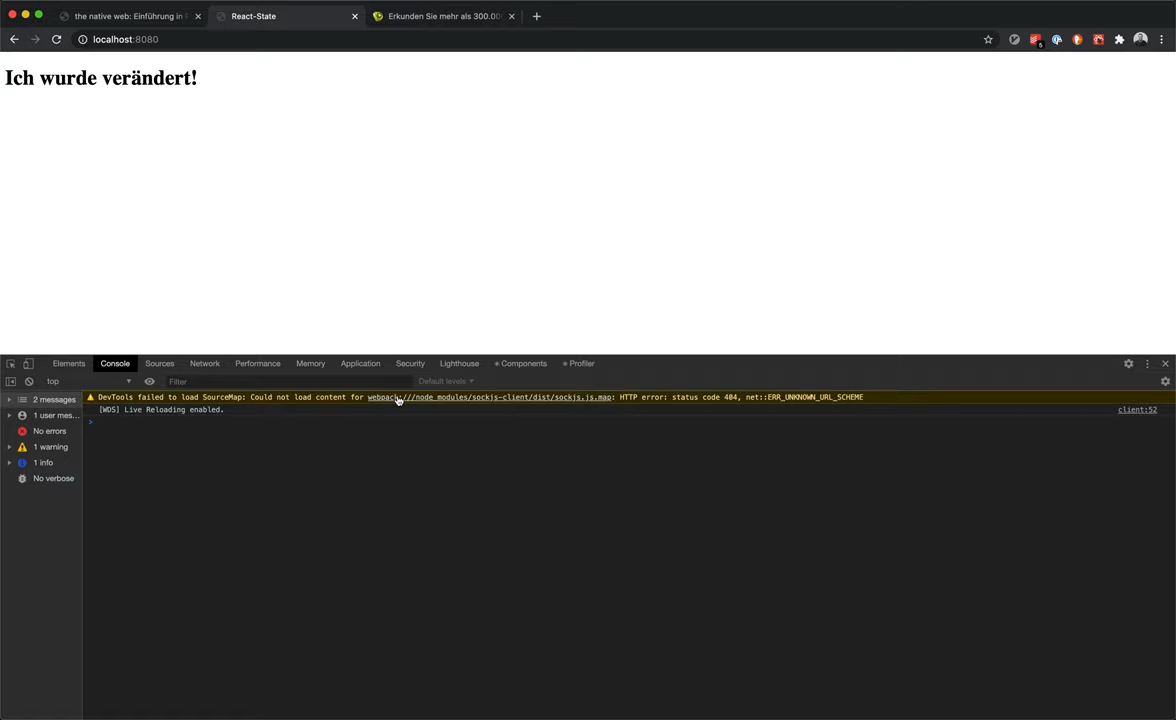 the native web: Einführung in
React-State
Erkunden Sie mehr als 300.00
localhost:8080
5
Ich wurde verändert!
Elements
Console
Sources
Network
Performance
Memory
Application
Security
Lighthouse
Components
Profiler
top
Filter
Default levels
2 messages
1 user mes...
No errors
1 warning
1 info
No verbose
DevTools failed to load SourceMap: Could not load content for webpack:///node_modules/sockjs-client/dist/sockjs.js.map: HTTP error: status code 404, net::ERR_UNKNOWN_URL_SCHEME
[WDS] Live Reloading enabled.
client:52
>